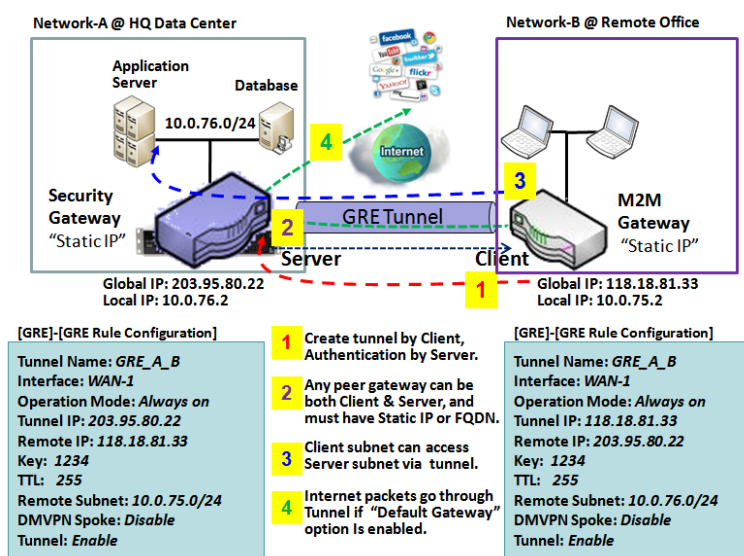 Network-A @ HQ Data Center
Network-B @ Remote Office
Application
Server
Database
10.0.76.0/24
facebook
YouTube
twitter
Google+
flickr
YAHOO!
4
Internet
Security
Gateway
"Static IP"
3
2
GRE Tunnel
M2M
Gateway
"Static IP"
Server
Client
1
Global IP: 203.95.80.22
Local IP: 10.0.76.2
Global IP: 118.18.81.33
Local IP: 10.0.75.2
[GRE]-[GRE Rule Configuration]
Tunnel Name: GRE_A_B
Interface: WAN-1
Operation Mode: Always on
Tunnel IP: 203.95.80.22
Remote IP: 118.18.81.33
Key: 1234
TTL: 255
Remote Subnet: 10.0.75.0/24
DMVPN Spoke: Disable
Tunnel: Enable
1 Create tunnel by Client,
Authentication by Server.
2 Any peer gateway can be
both Client & Server, and
must have Static IP or FQDN.
3 Client subnet can access
Server subnet via tunnel.
4 Internet packets go through
Tunnel if "Default Gateway"
option Is enabled.
[GRE]-[GRE Rule Configuration]
Tunnel Name: GRE_A_B
Interface: WAN-1
Operation Mode: Always on
Tunnel IP: 118.18.81.33
Remote IP: 203.95.80.22
Key: 1234
TTL: 255
Remote Subnet: 10.0.76.0/24
DMVPN Spoke: Disable
Tunnel: Enable